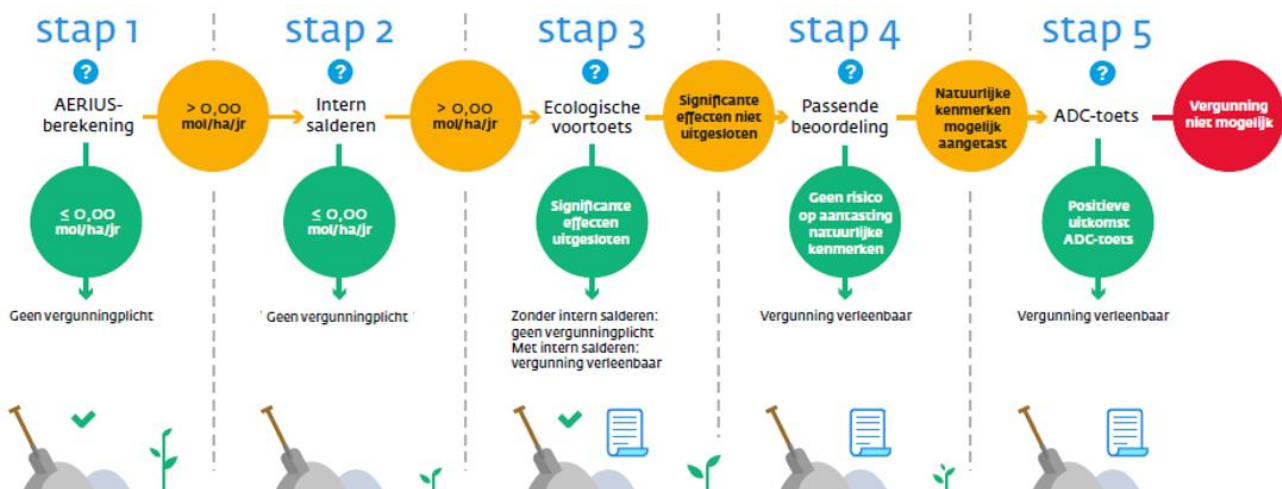 stap 1
?
AERIUS-
berekening
> 0,00
mol/ha/jr
≤ 0,00
mol/ha/jr
Geen vergunningplicht
stap 2
?
Intern
salderen
> 0,00
mol/ha/jr
≤ 0,00
mol/ha/jr
' Geen vergunningplicht '
stap 3
?
Ecologische
voortoets
Significante
effecten niet
uitgesloten
Significante
effecten
uitgesloten
Zonder intern salderen:
geen vergunningplicht
Met intern salderen:
vergunning verleenbaar
stap 4
?
Passende
beoordeling
Natuurlijke
kenmerken
mogelijk
aangetast
Geen risico
op aantasting
natuurlijke
kenmerken
Vergunning verleenbaar
stap 5
?
ADC-toets
Vergunning
niet mogelijk
Positieve
uitkomst
ADC-toets
Vergunning verleenbaar